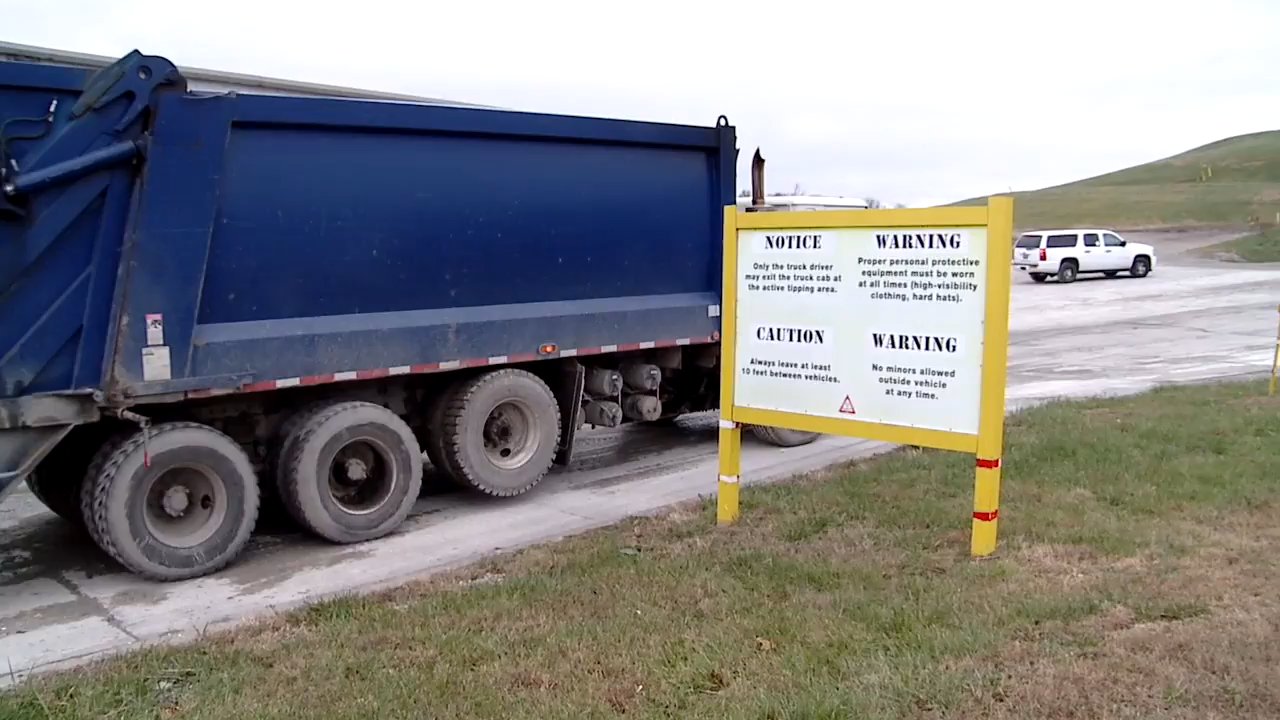 NOTICE
Only the truck driver
may exit the truck cab at
the active tipping area.
WARNING
Proper personal protective
equipment must be worn
at all times (high-visibility
clothing, hard hats).
CAUTION
Always leave at least
10 feet between vehicles.
WARNING
No minors allowed
outside vehicle
at any time.